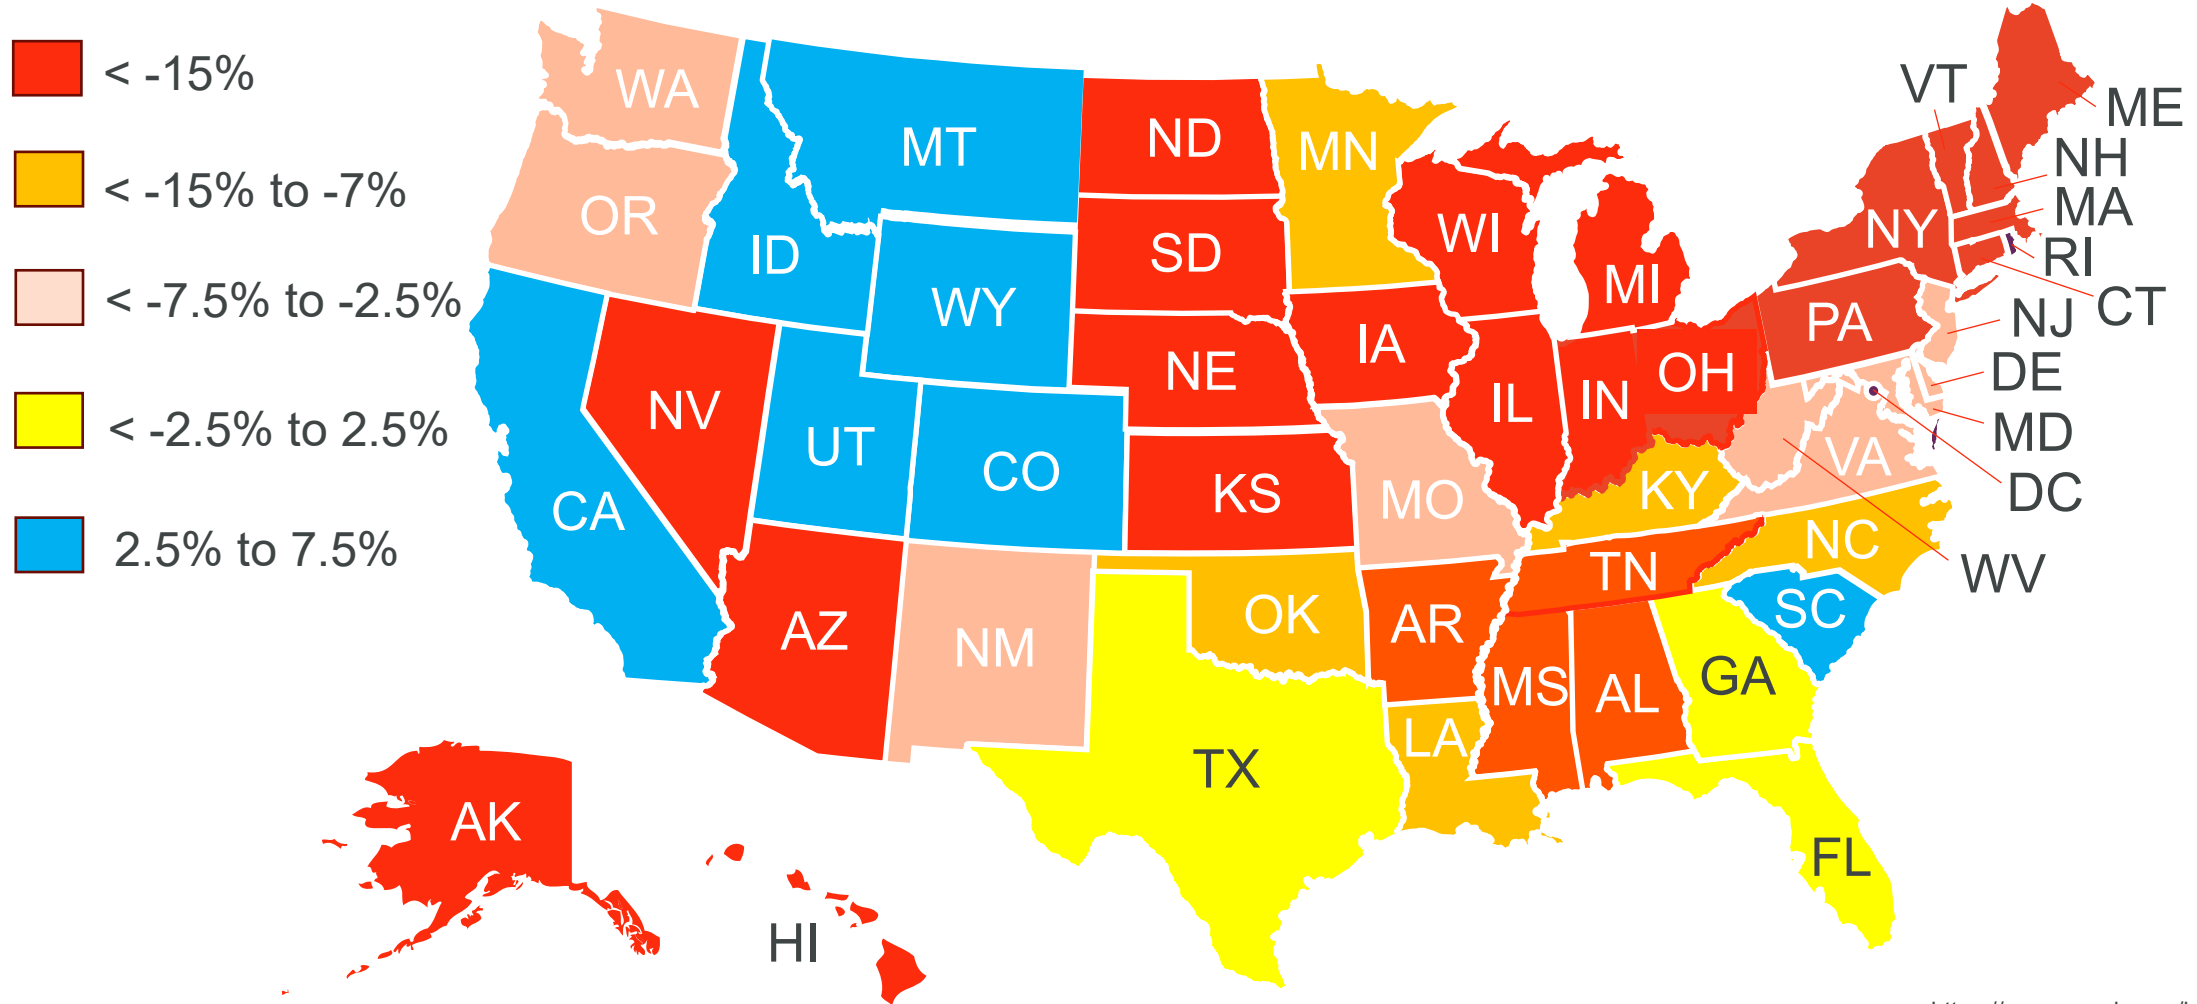 < -15%
< -15% to -7%
< -7.5% to -2.5%
< -2.5% to 2.5%
2.5% to 7.5%
WA
OR
CA
NV
ID
MT
WY
UT
CO
AZ
NM
ND
SD
NE
KS
OK
TX
MN
IA
MO
AR
LA
WI
IL
MI
IN
OH
KY
TN
MS
AL
GA
FL
SC
NC
VA
PA
NY
VT
ME
NH
MA
RI
CT
NJ
DE
MD
DC
WV
AK
HI